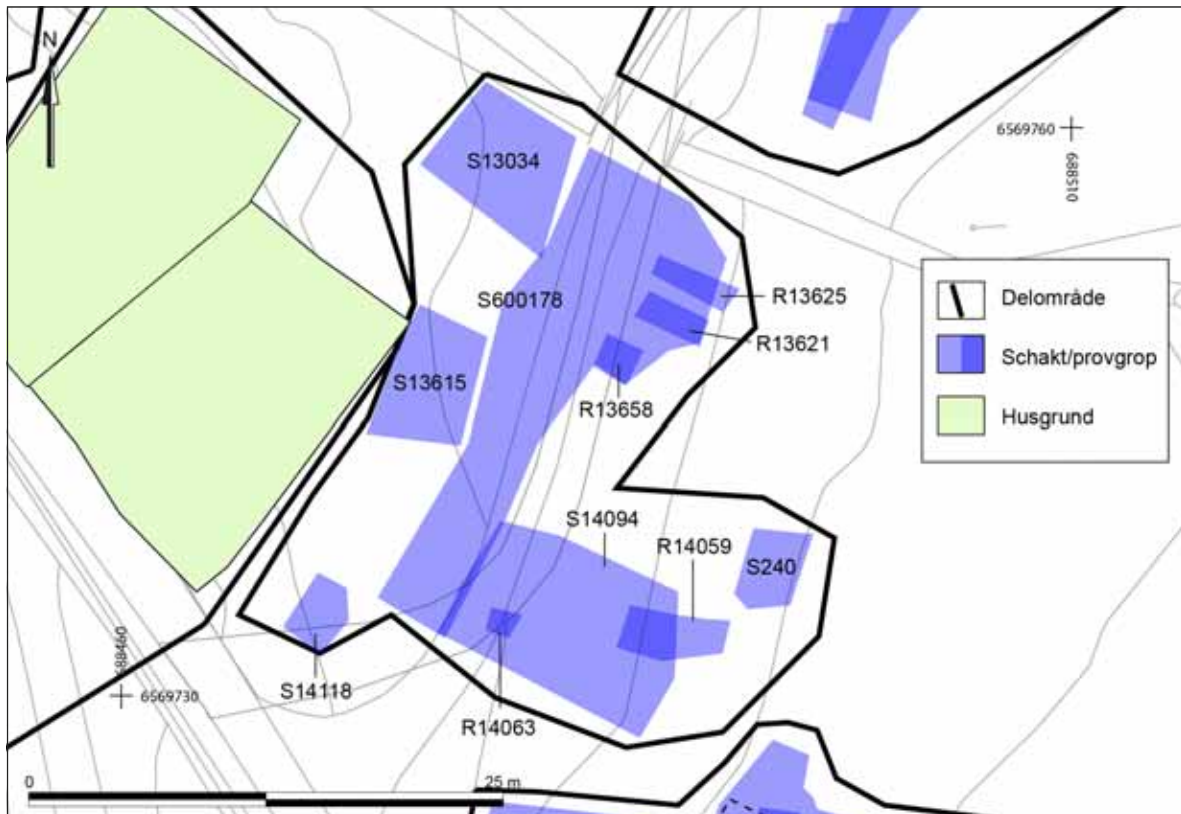 N
S13034
6569760
688510
S600178
R13625
R13621
S13615
R13658
Delområde
Schakt/provgrop
Husgrund
S14094
R14059
S240
688460
6569730
S14118
R14063
0
25 m